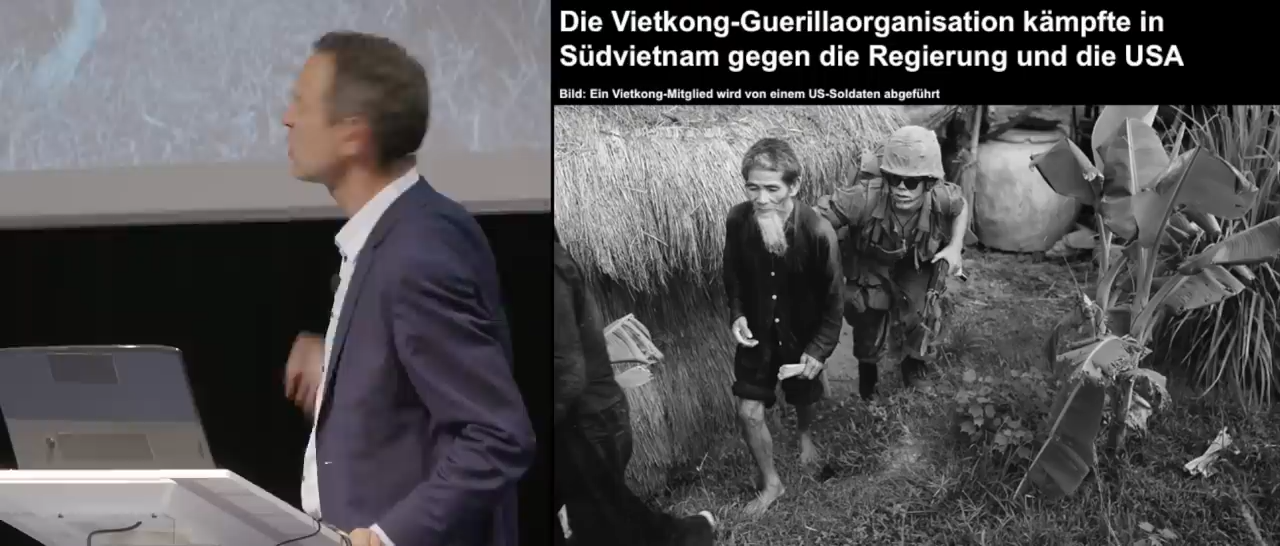 Die Vietkong-Guerillaorganisation kämpfte in
Südvietnam gegen die Regierung und die USA
Bild: Ein Vietkong-Mitglied wird von einem US-Soldaten abgeführt